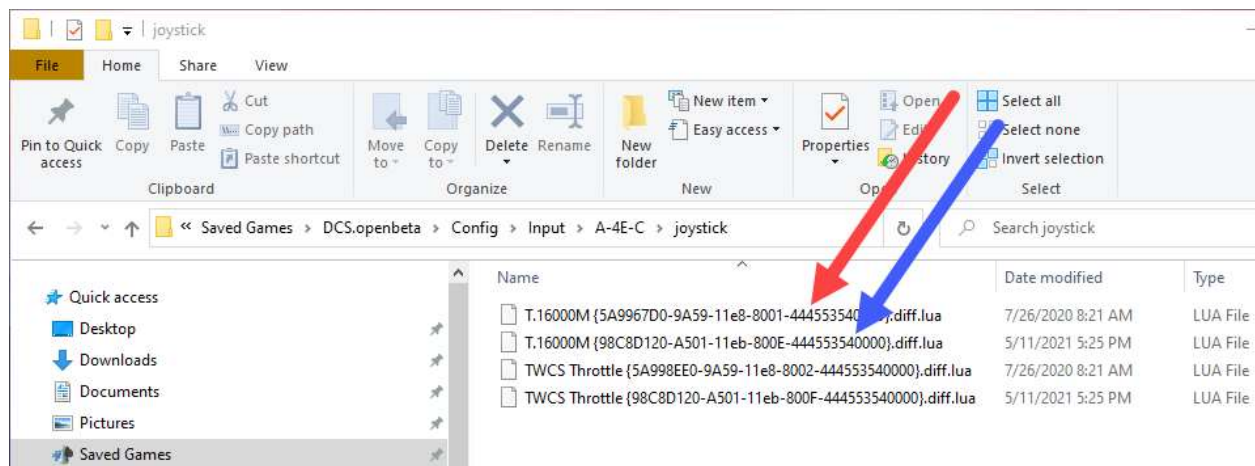 joystick
File Home Share View
Pin to Quick access
Copy
Paste
Cut
Copy path
Paste shortcut
Clipboard
Move to
Copy to
Delete
Rename
Organize
New folder
New item
Easy access
New
Properties
Open
History
Select all
Select none
Invert selection
Select
« Saved Games > DCS.openbeta > Config > Input > A-4E-C > joystick
Search joystick
Quick access
Desktop
Downloads
Documents
Pictures
Saved Games
Name Date modified Type
T.16000M {5A9967D0-9A59-11e8-8001-444553540 }.diff.lua 7/26/2020 8:21 AM LUA File
T.16000M {98C8D120-A501-11eb-800E-444553540000}.diff.lua 5/11/2021 5:25 PM LUA File
TWCS Throttle {5A998EE0-9A59-11e8-8002-444553540000}.diff.lua 7/26/2020 8:21 AM LUA File
TWCS Throttle {98C8D120-A501-11eb-800F-444553540000}.diff.lua 5/11/2021 5:25 PM LUA File